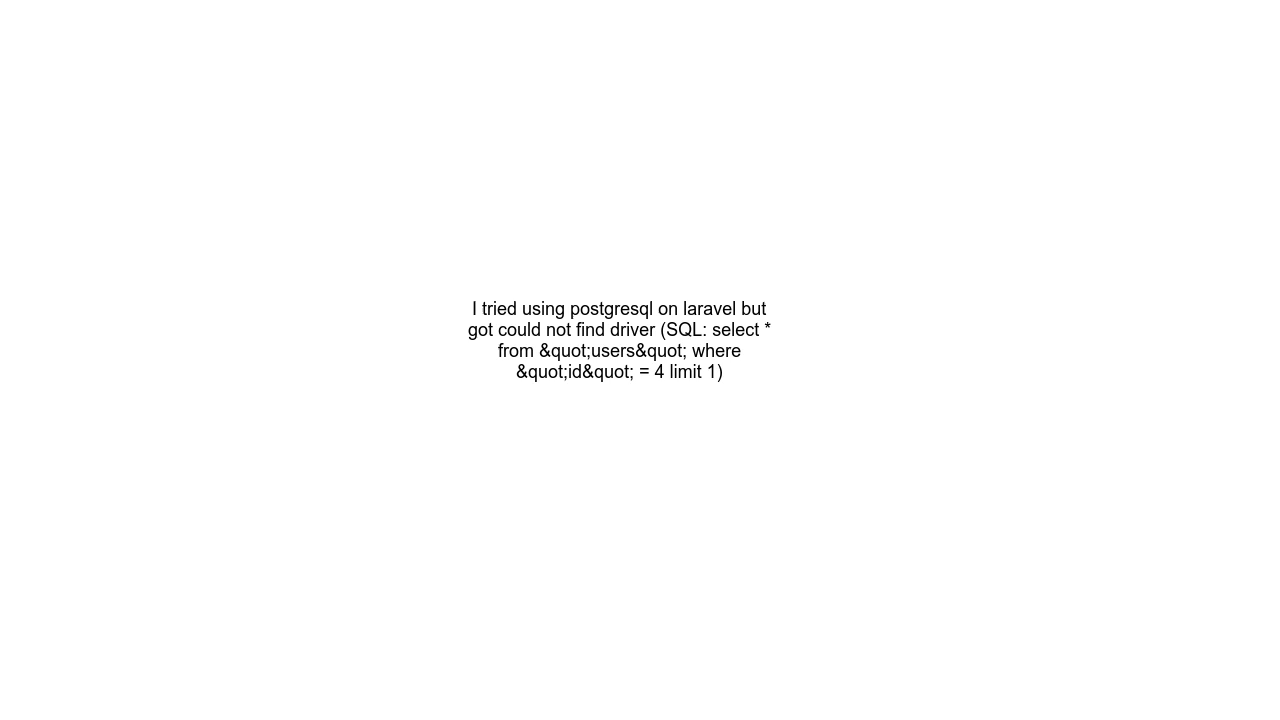 I tried using postgresql on laravel but
got could not find driver (SQL: select *
from &quot;users&quot; where
&quot;id&quot; = 4 limit 1)